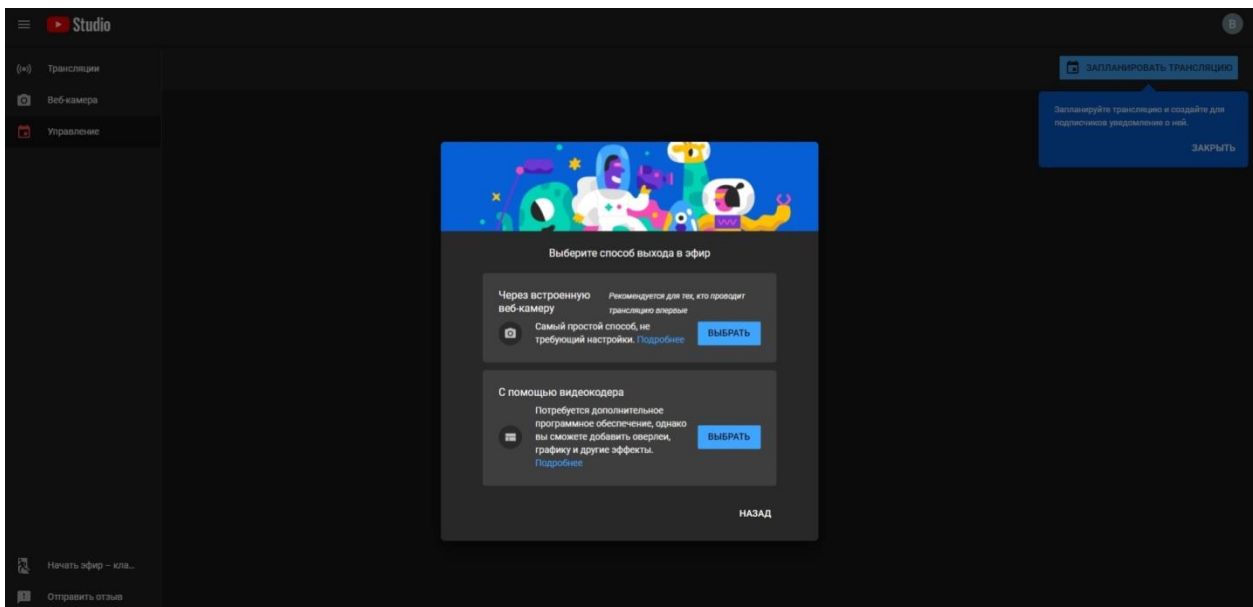 Studio
B
Трансляции
Веб-камера
Управление
ЗАПЛАНИРОВАТЬ ТРАНСЛЯЦИЮ
Запланируйте трансляцию и создайте для
подписчиков уведомление о ней.
ЗАКРЫТЬ
Выберите способ выхода в эфир
Через встроенную
веб-камеру
Рекомендуется для тех, кто проводит
трансляцию впервые
Самый простой способ, не
требующий настройки. Подробнее
ВЫБРАТЬ
С помощью видеокодера
Потребуется дополнительное
программное обеспечение, однако
вы сможете добавить оверлеи,
графику и другие эффекты.
Подробнее
ВЫБРАТЬ
НАЗАД
Начать эфир – кла...
Отправить отзыв